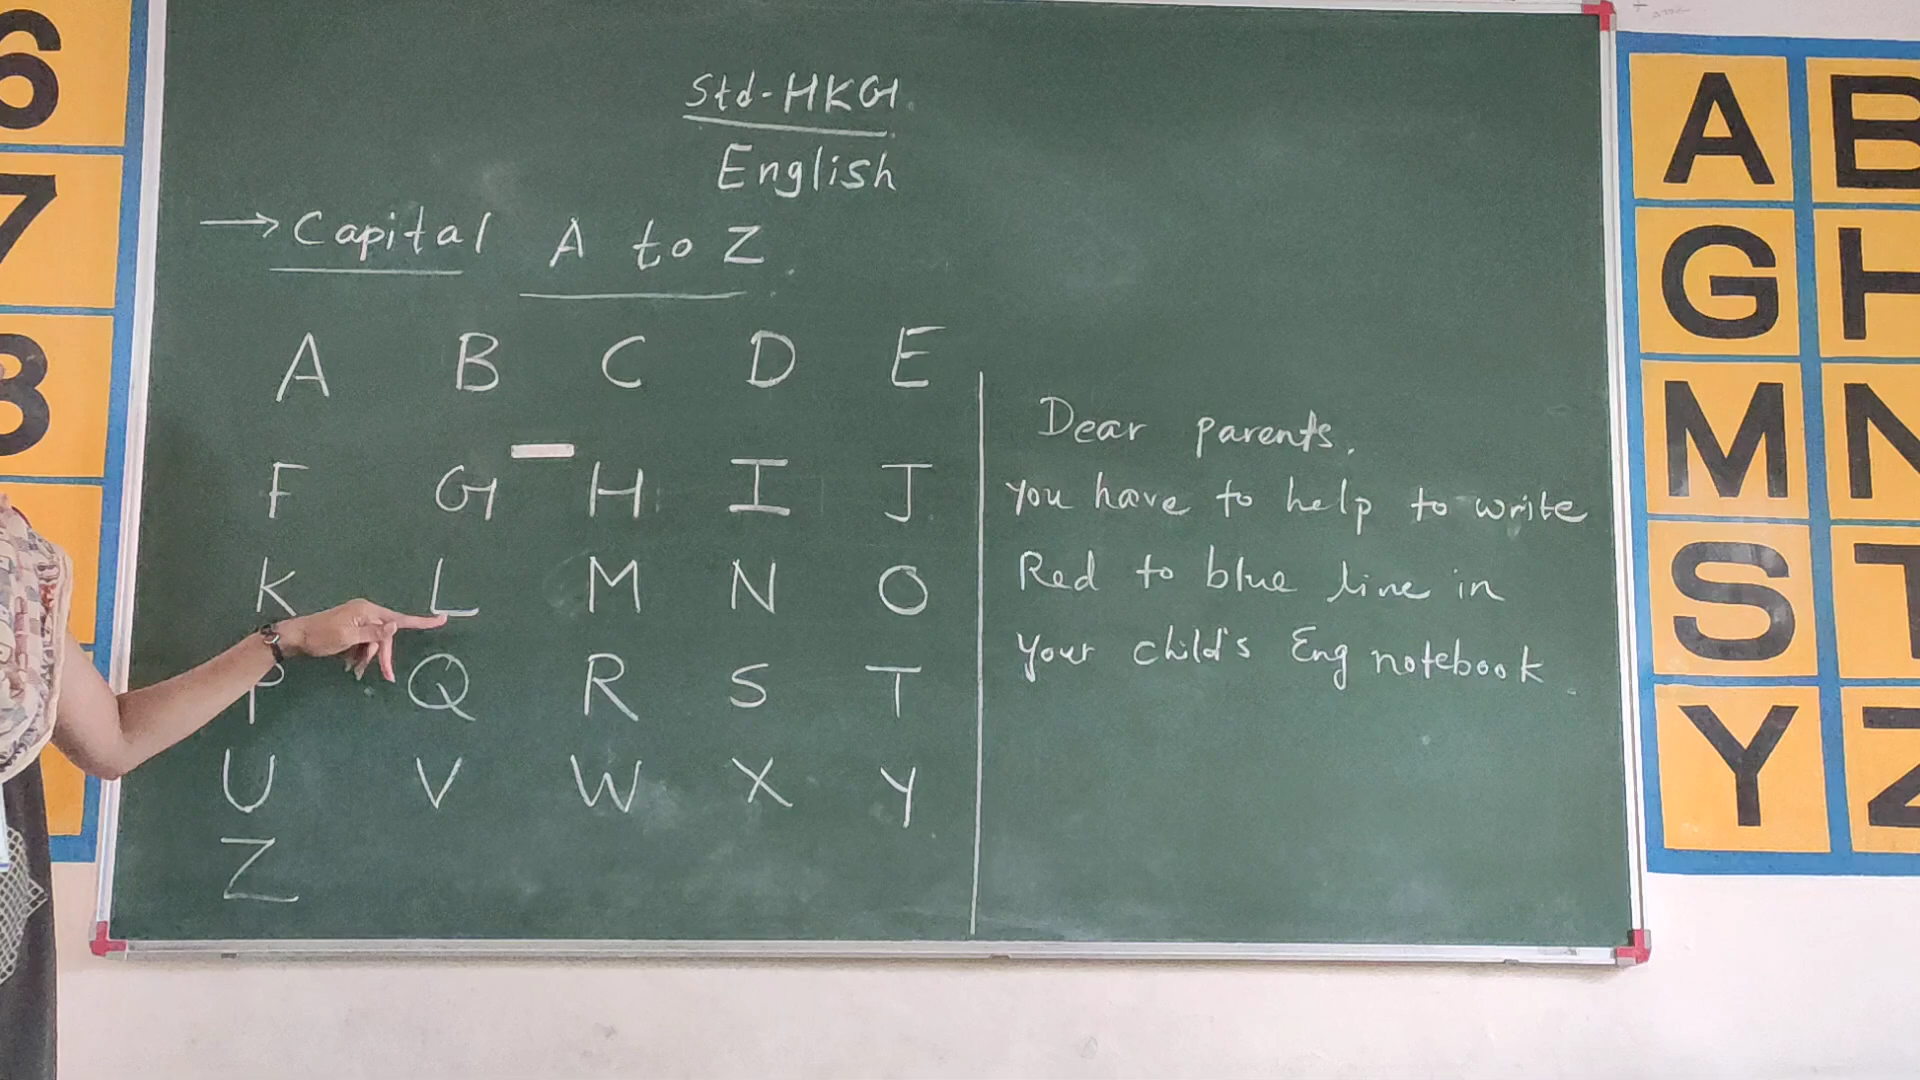 Std-HKG
English
→ Capital A to Z
A B C D E
F G H I J
K L M N O
P Q R S T
U V W X Y
Z
Dear parents,
You have to help to write
Red to blue line in
your child's Eng notebook
6
7
8
A B
G H
M N
S T
Y Z